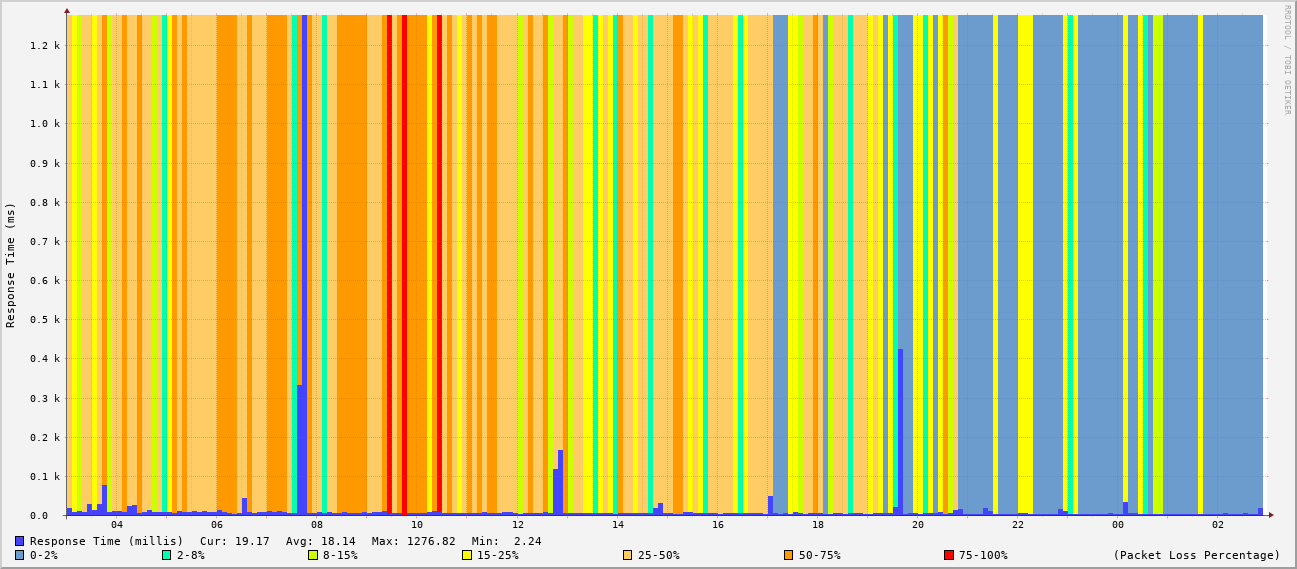 RRDTOOL / TOBI OETIKER
Response Time (ms)
1.2 k
1.1 k
1.0 k
0.9 k
0.8 k
0.7 k
0.6 k
0.5 k
0.4 k
0.3 k
0.2 k
0.1 k
0.0
04 06 08 10 12 14 16 18 20 22 00 02
Response Time (millis) Cur: 19.17 Avg: 18.14 Max: 1276.82 Min: 2.24
0-2% 2-8% 8-15% 15-25% 25-50% 50-75% 75-100% (Packet Loss Percentage)